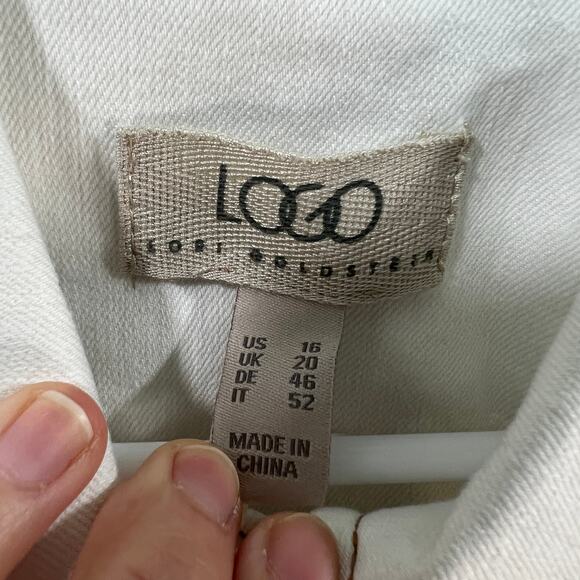 LOGO
LORI GOLDSTEIN
US 16
UK 20
DE 46
IT 52
MADE IN
CHINA